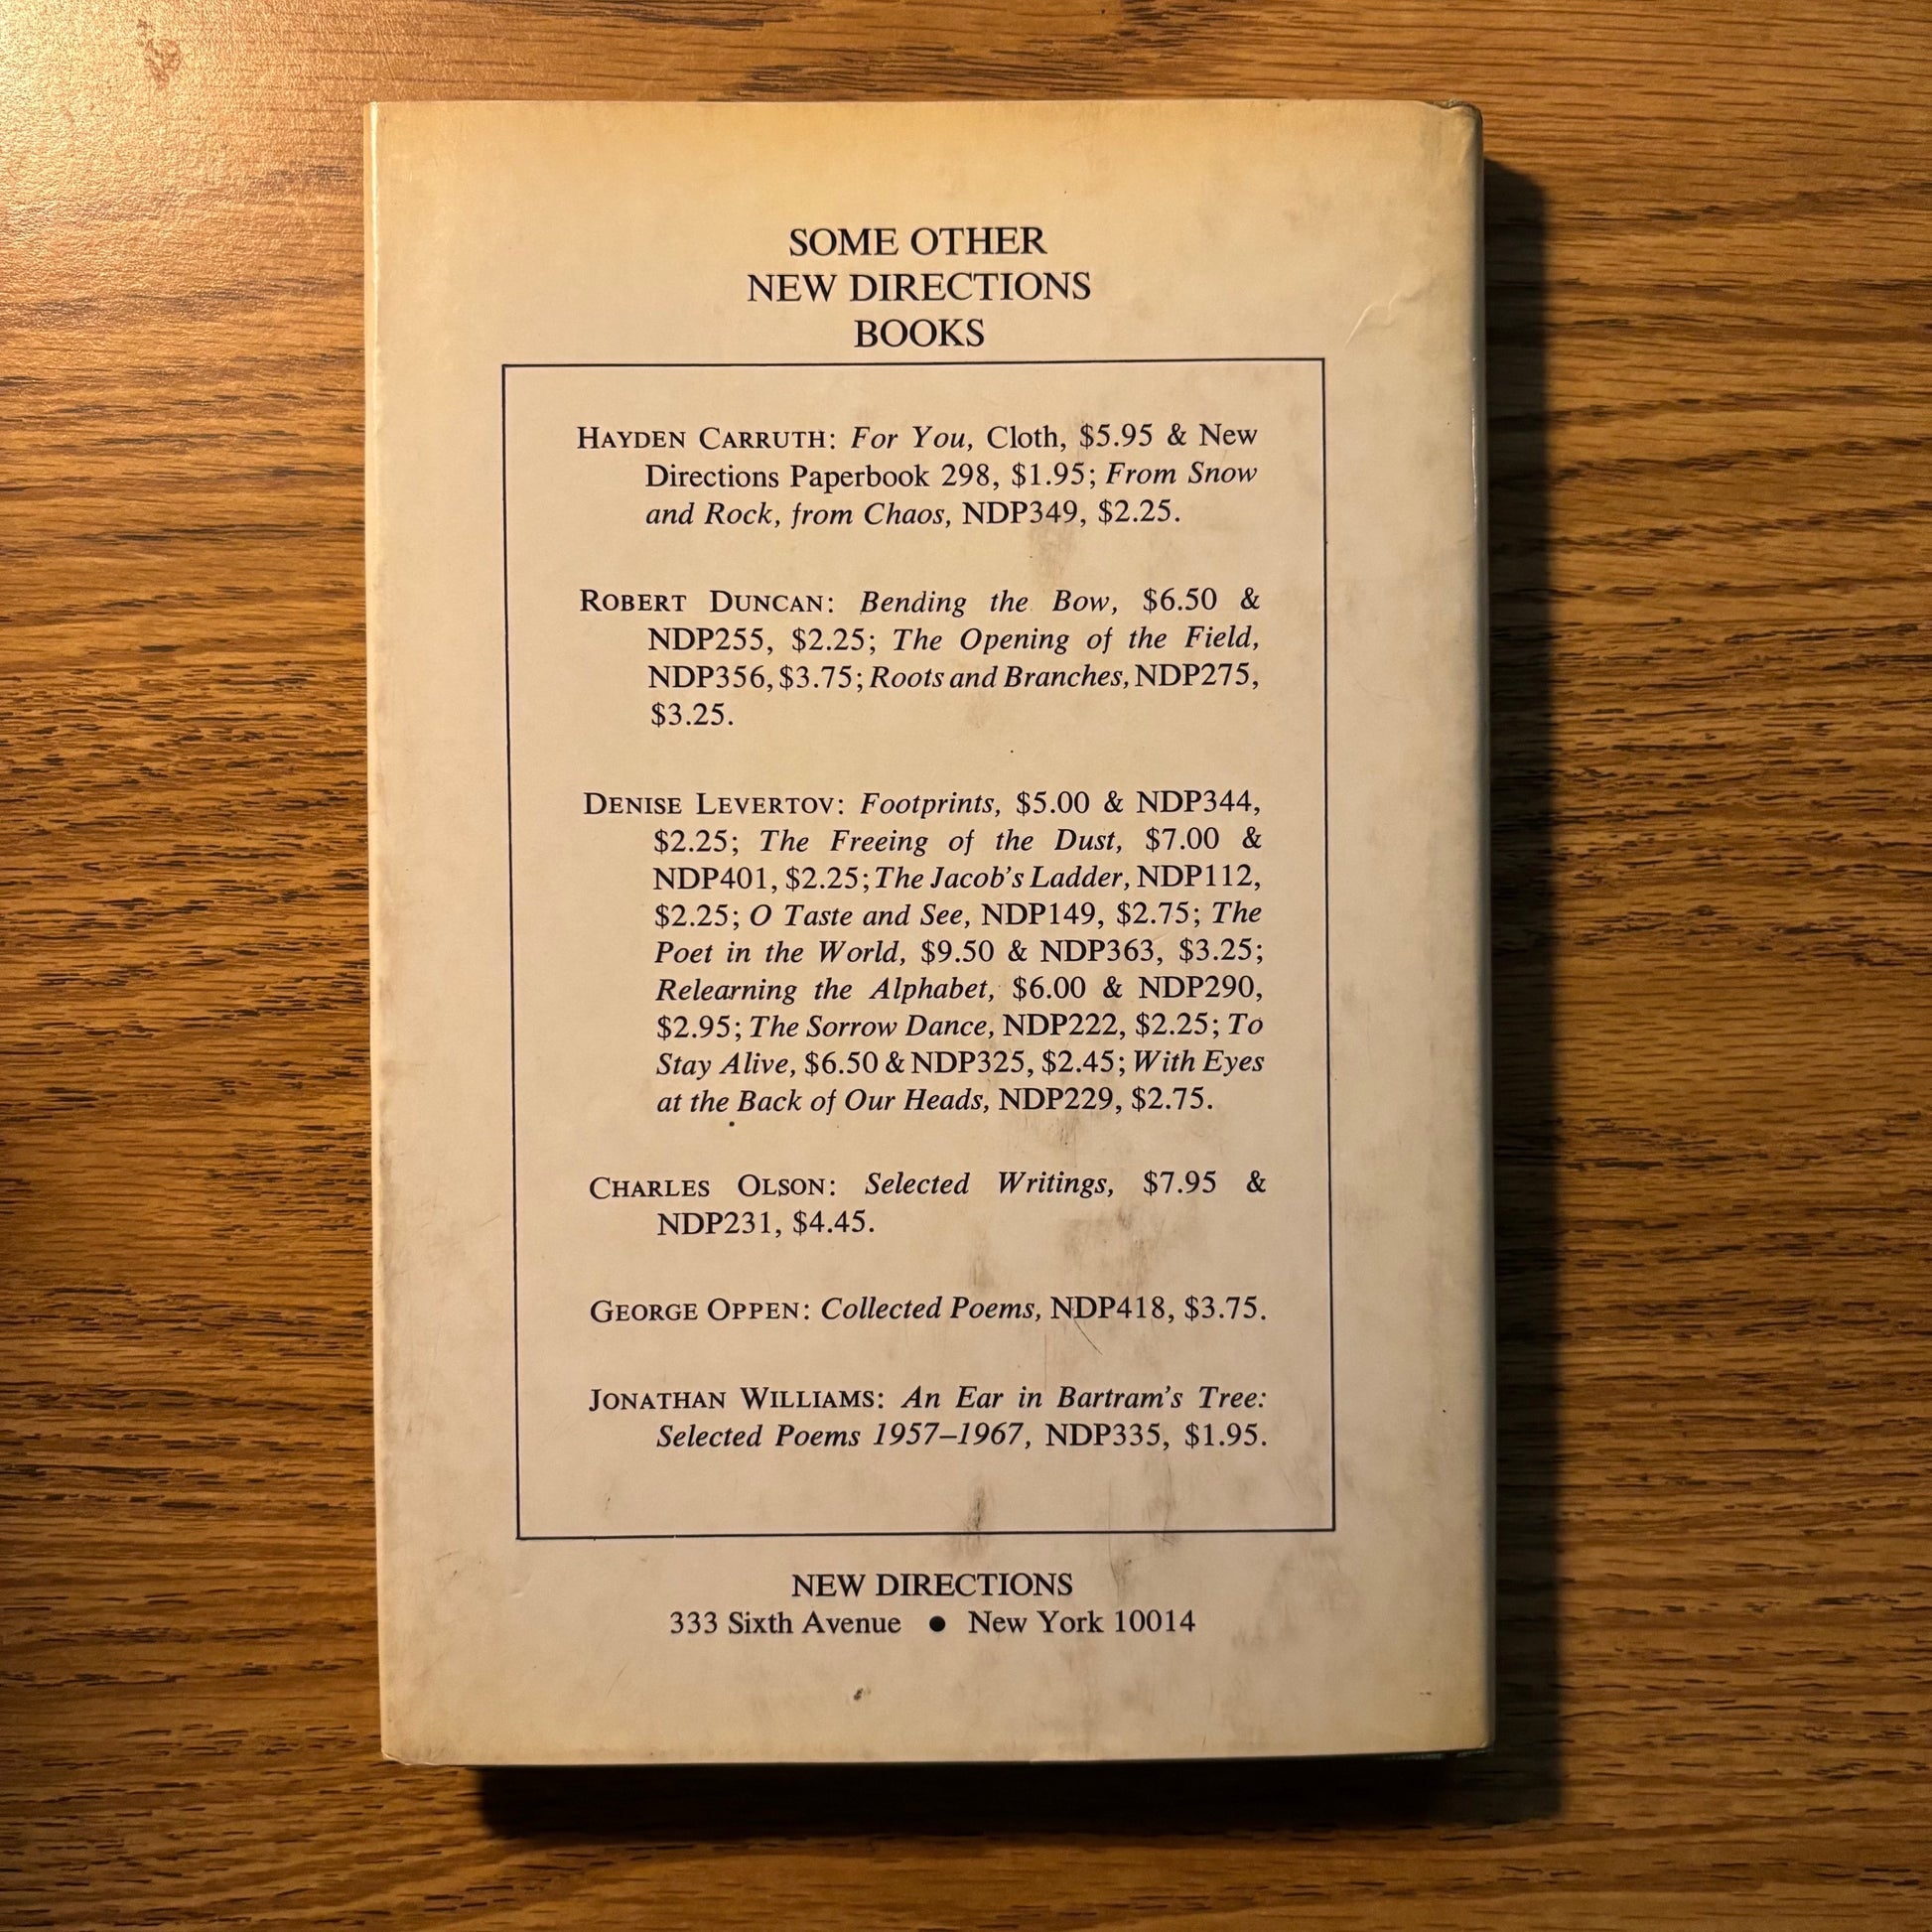 SOME OTHER
NEW DIRECTIONS
BOOKS
HAYDEN CARRUTH: For You, Cloth, $5.95 & New
Directions Paperbook 298, $1.95; From Snow
and Rock, from Chaos, NDP349, $2.25.
ROBERT DUNCAN: Bending the Bow, $6.50 &
NDP255, $2.25; The Opening of the Field,
NDP356, $3.75; Roots and Branches, NDP275,
$3.25.
DENISE LEVERTOV: Footprints, $5.00 & NDP344,
$2.25; The Freeing of the Dust, $7.00 &
NDP401, $2.25; The Jacob's Ladder, NDP112,
$2.25; O Taste and See, NDP149, $2.75; The
Poet in the World, $9.50 & NDP363, $3.25;
Relearning the Alphabet, $6.00 & NDP290,
$2.95; The Sorrow Dance, NDP222, $2.25; To
Stay Alive, $6.50 & NDP325, $2.45; With Eyes
at the Back of Our Heads, NDP229, $2.75.
CHARLES OLSON: Selected Writings, $7.95 &
NDP231, $4.45.
GEORGE OPPEN: Collected Poems, NDP418, $3.75.
JONATHAN WILLIAMS: An Ear in Bartram's Tree:
Selected Poems 1957–1967, NDP335, $1.95.
NEW DIRECTIONS
333 Sixth Avenue ● New York 10014